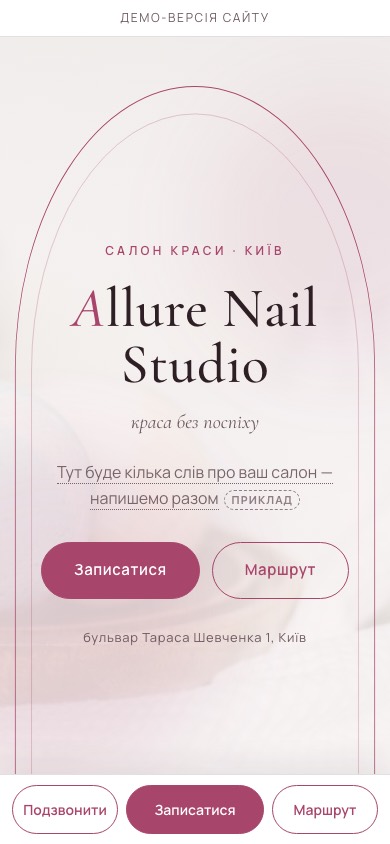 ДЕМО-ВЕРСІЯ САЙТУ
САЛОН КРАСИ · КИЇВ
Allure Nail
Studio
краса без поспіху
Тут буде кілька слів про ваш салон —
напишемо разом ПРИКЛАД
Записатися Маршрут
бульвар Тараса Шевченка 1, Київ
Подзвонити Записатися Маршрут